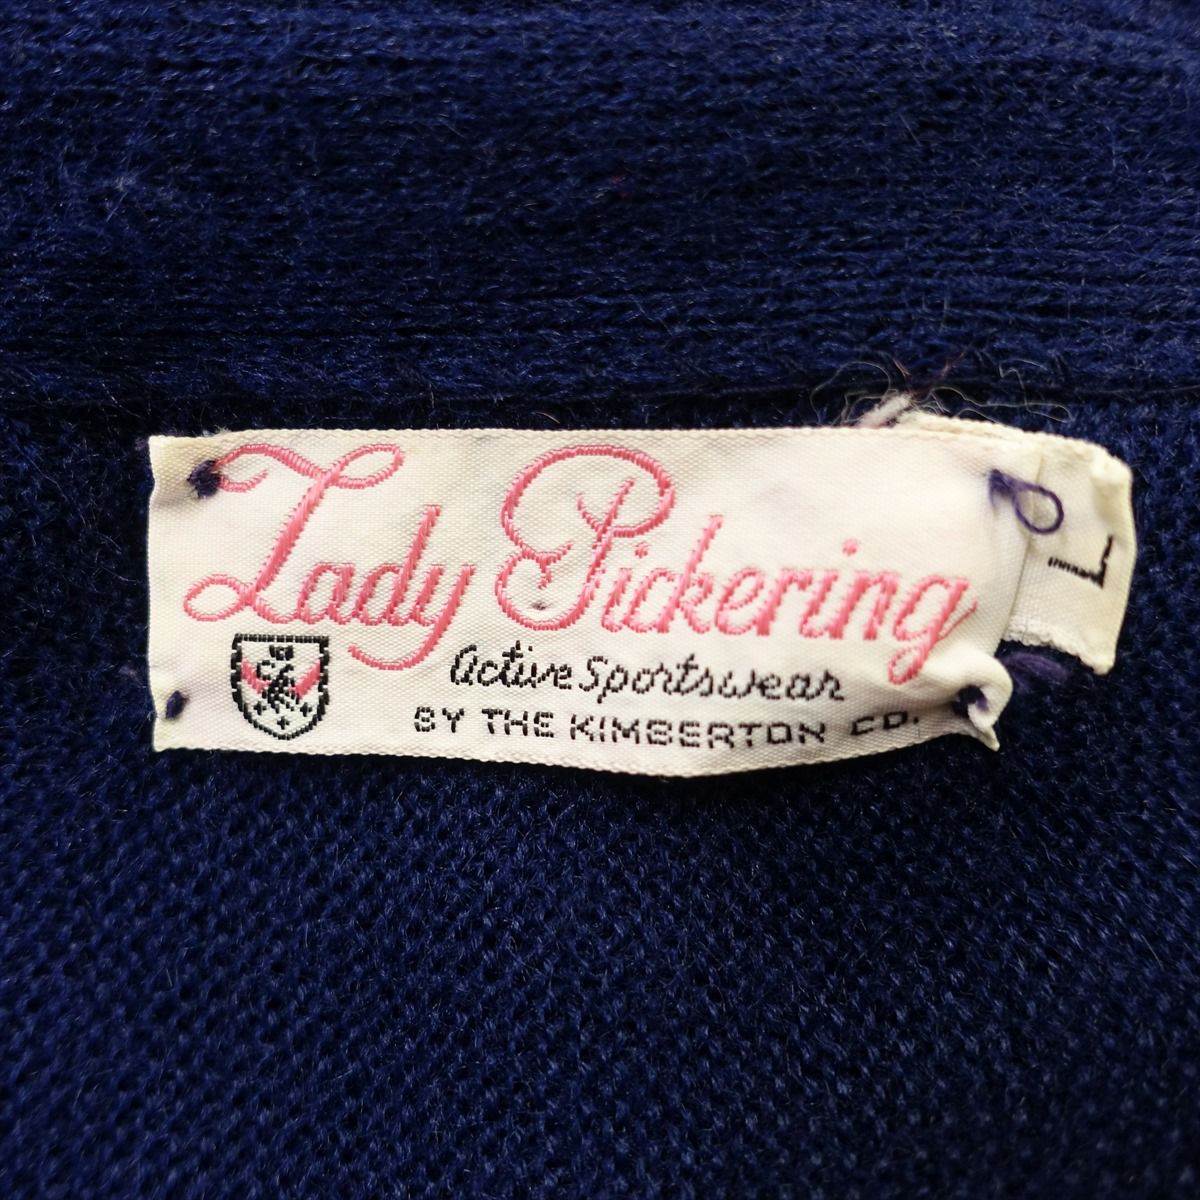 Lady Pickering
Active Sportswear
BY THE KIMBERTON CO.
L